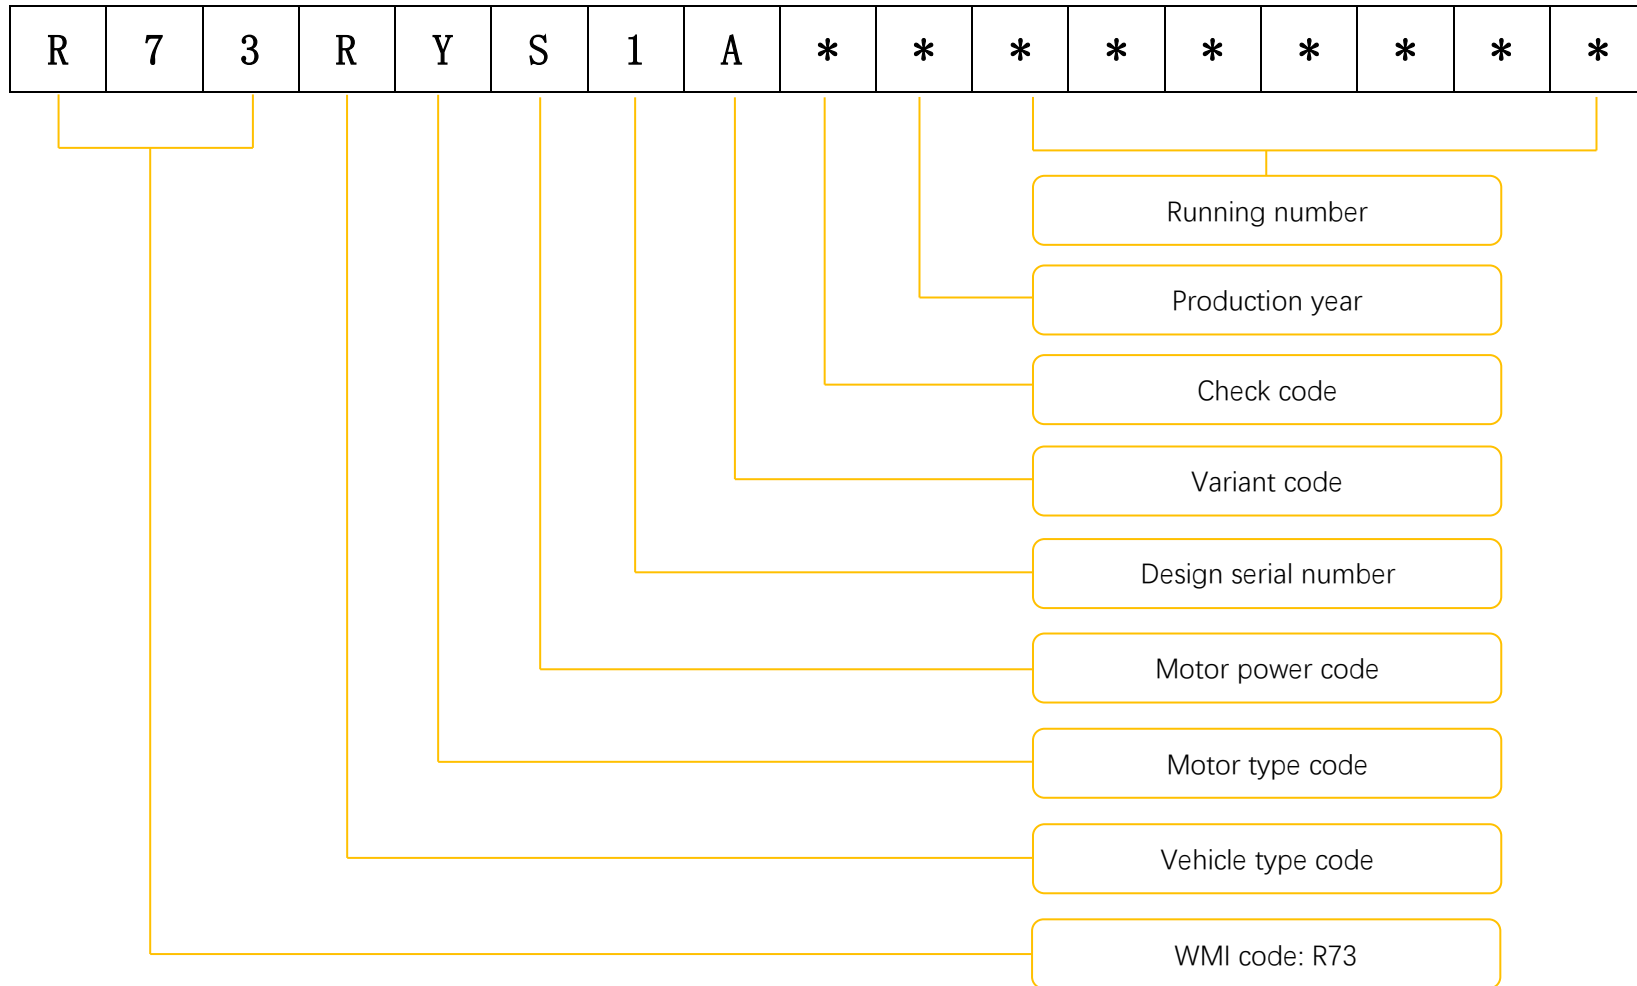 R 7 3 R Y S 1 A * * * * * * * * *
Running number
Production year
Check code
Variant code
Design serial number
Motor power code
Motor type code
Vehicle type code
WMI code: R73